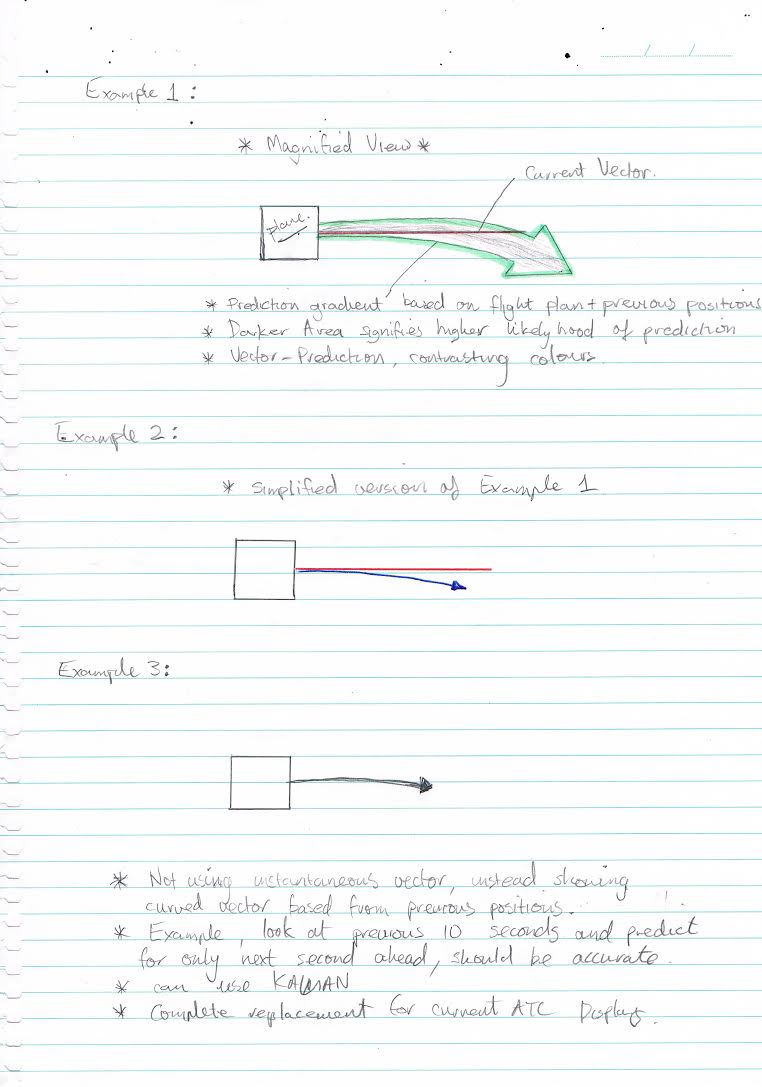 Example 1:
* Magnified View *
Current Vector.
plane.
* Prediction gradient based on flight plan + previous positions
* Darker Area signifies higher likelyhood of prediction
* Vector - Prediction, contrasting colours.
Example 2:
* Simplified version of Example 1
Example 3:
* Not using instantaneous vector, instead showing
curved vector based from previous positions.
* Example, look at previous 10 seconds and predict
for only next second ahead, should be accurate.
* can use KALMAN
* Complete replacement for current ATC Displays.